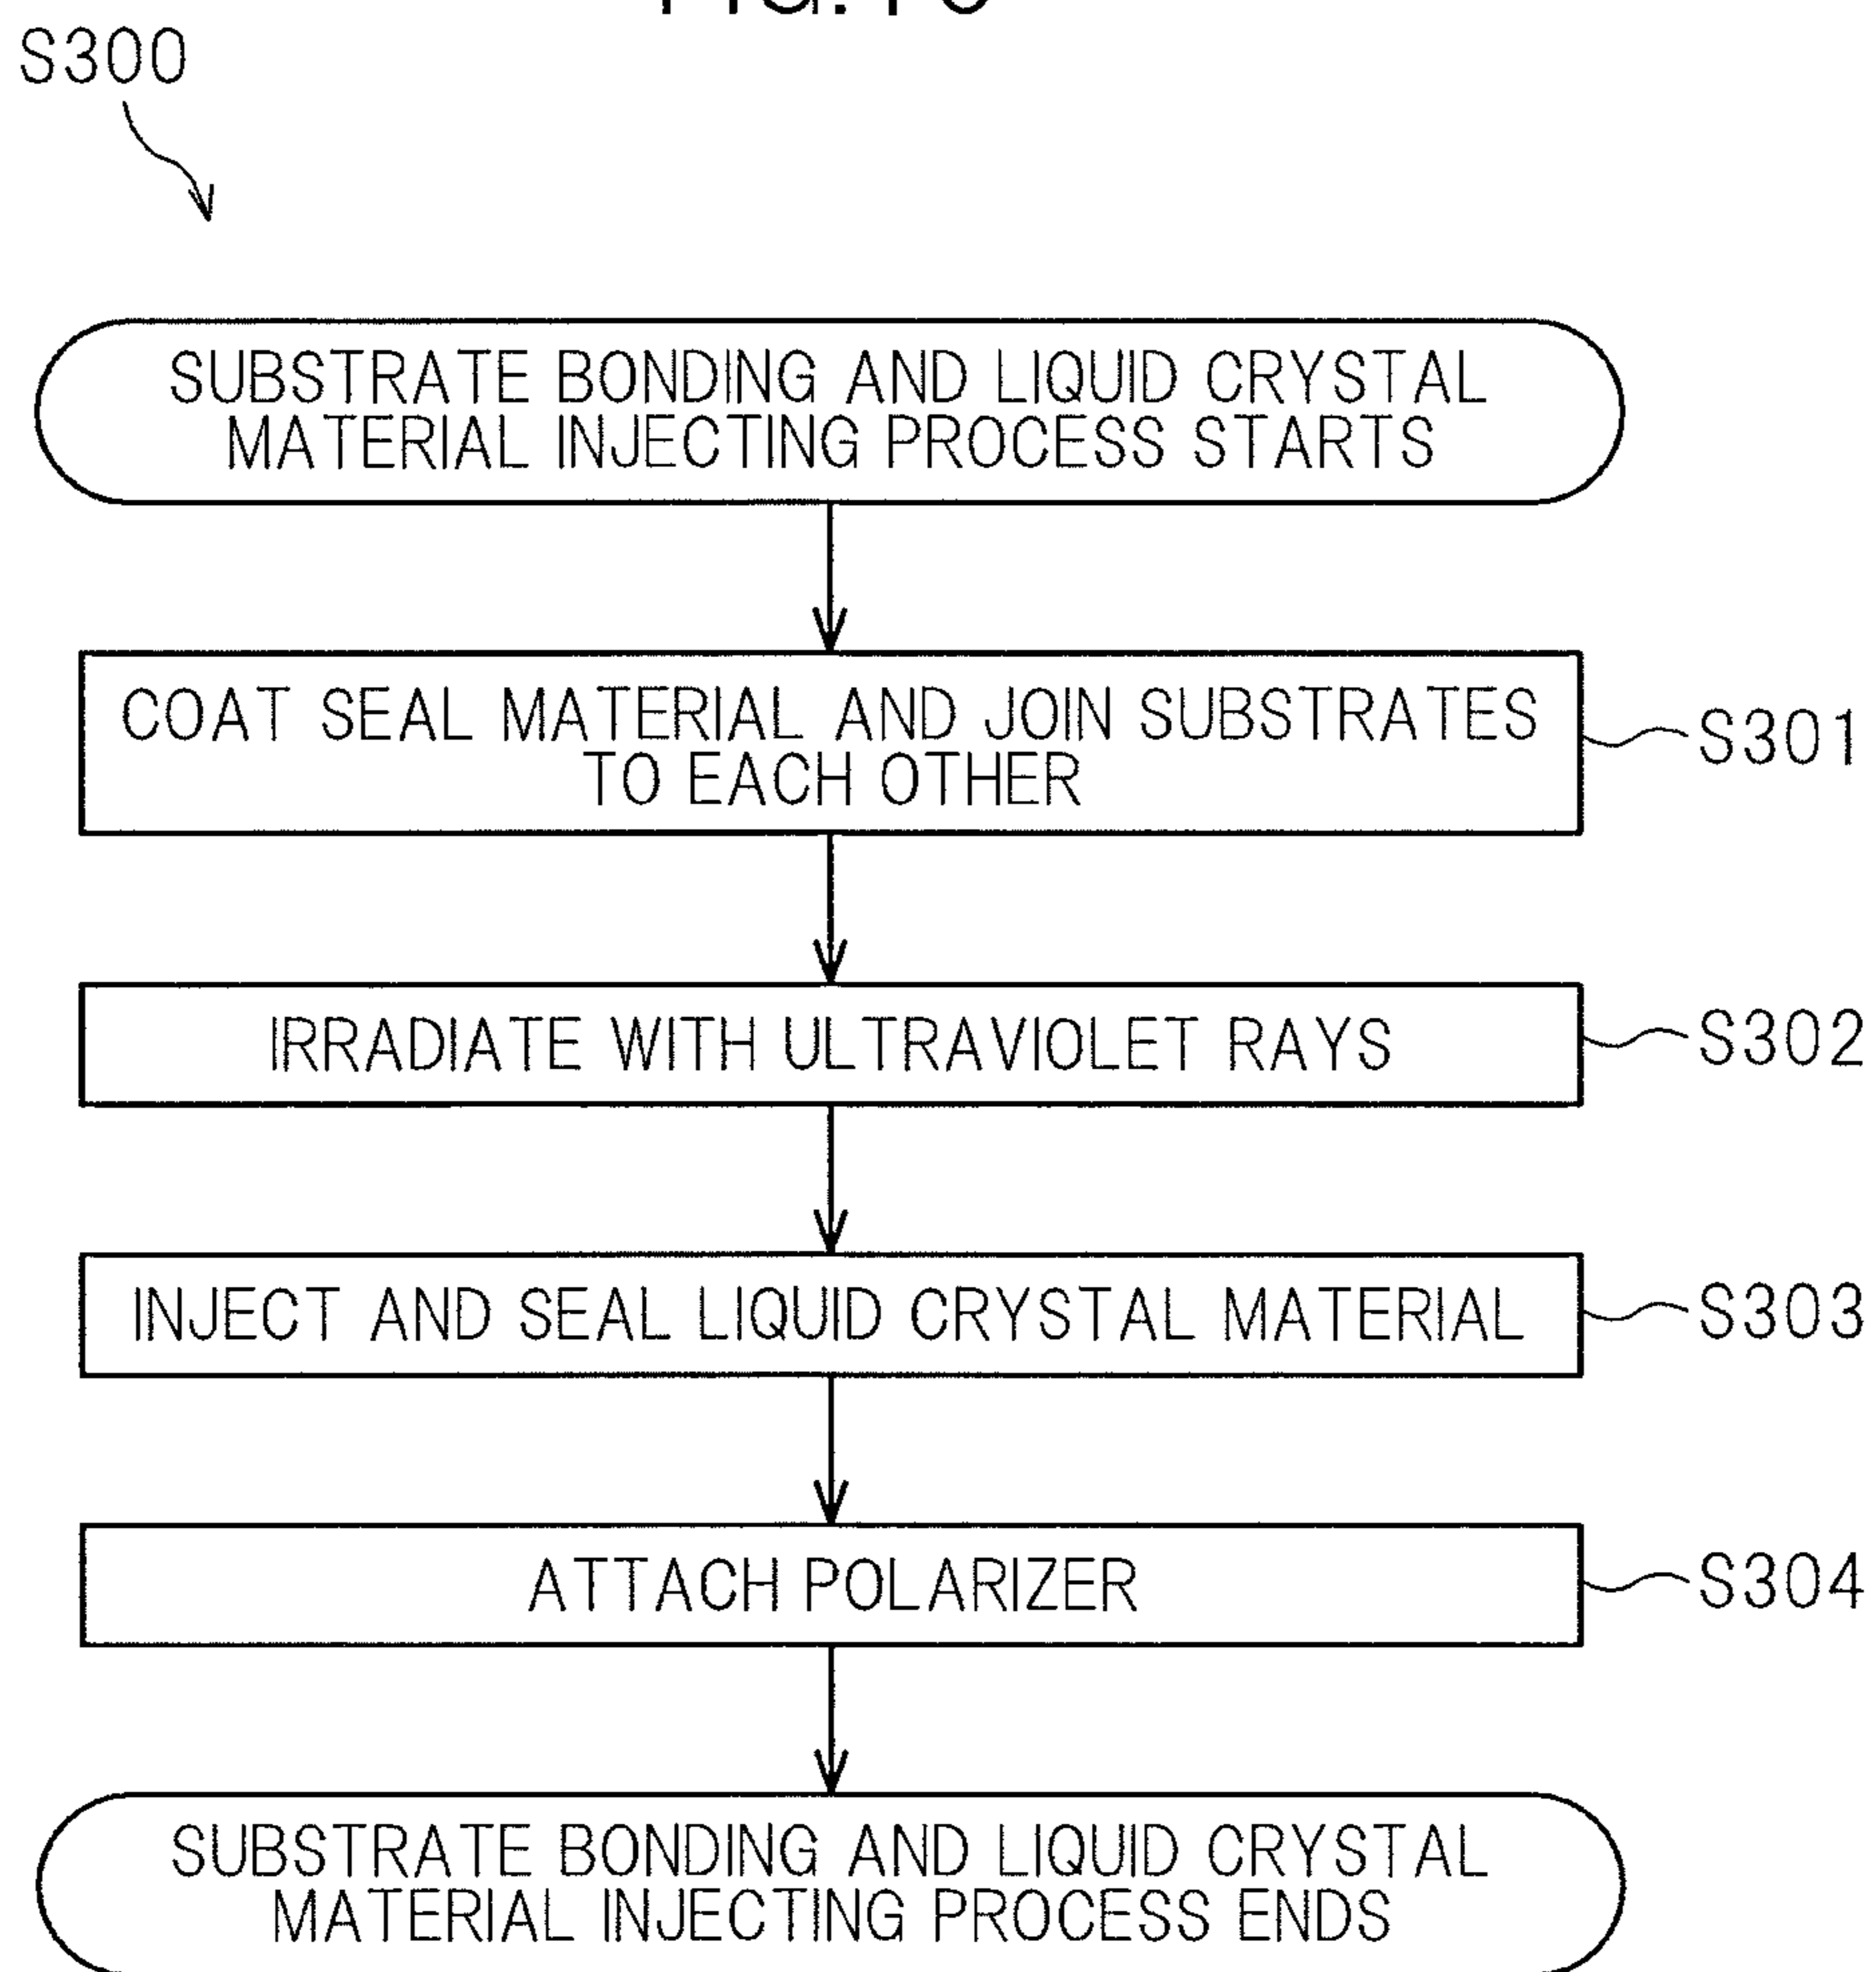 S300
SUBSTRATE BONDING AND LIQUID CRYSTAL
MATERIAL INJECTING PROCESS STARTS
COAT SEAL MATERIAL AND JOIN SUBSTRATES
TO EACH OTHER
S301
IRRADIATE WITH ULTRAVIOLET RAYS
S302
INJECT AND SEAL LIQUID CRYSTAL MATERIAL
S303
ATTACH POLARIZER
S304
SUBSTRATE BONDING AND LIQUID CRYSTAL
MATERIAL INJECTING PROCESS ENDS